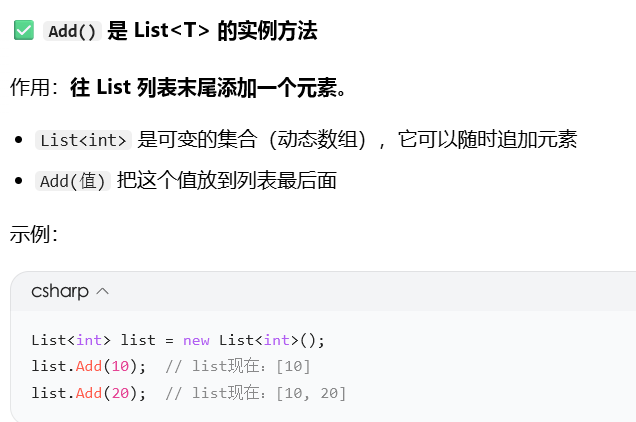 ✅ Add() 是 List<T> 的实例方法
作用：往 List 列表末尾添加一个元素。
• List<int> 是可变的集合（动态数组），它可以随时追加元素
• Add(值) 把这个值放到列表最后面
示例：
csharp
List<int> list = new List<int>();
list.Add(10);  // list现在：[10]
list.Add(20);  // list现在：[10, 20]